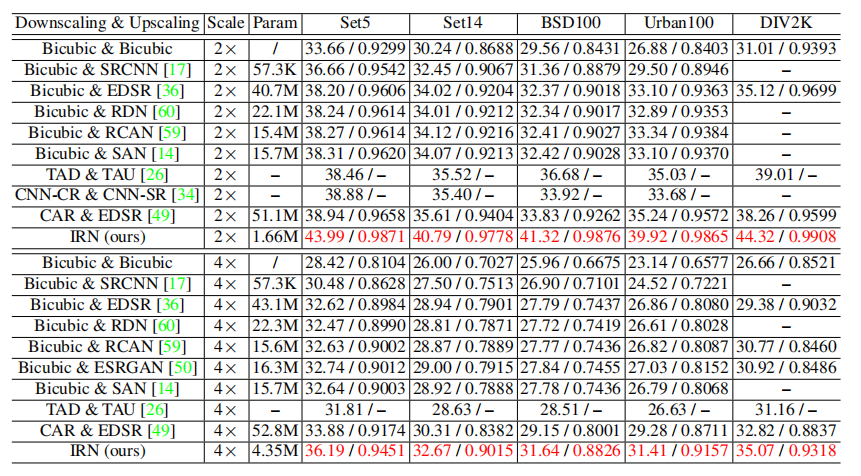 Downscaling & Upscaling Scale Param Set5 Set14 BSD100 Urban100 DIV2K
Bicubic & Bicubic 2× / 33.66 / 0.9299 30.24 / 0.8688 29.56 / 0.8431 26.88 / 0.8403 31.01 / 0.9393
Bicubic & SRCNN [17] 2× 57.3K 36.66 / 0.9542 32.45 / 0.9067 31.36 / 0.8879 29.50 / 0.8946 –
Bicubic & EDSR [36] 2× 40.7M 38.20 / 0.9606 34.02 / 0.9204 32.37 / 0.9018 33.10 / 0.9363 35.12 / 0.9699
Bicubic & RDN [60] 2× 22.1M 38.24 / 0.9614 34.01 / 0.9212 32.34 / 0.9017 32.89 / 0.9353 –
Bicubic & RCAN [59] 2× 15.4M 38.27 / 0.9614 34.12 / 0.9216 32.41 / 0.9027 33.34 / 0.9384 –
Bicubic & SAN [14] 2× 15.7M 38.31 / 0.9620 34.07 / 0.9213 32.42 / 0.9028 33.10 / 0.9370 –
TAD & TAU [26] 2× – 38.46 / – 35.52 / – 36.68 / – 35.03 / – 39.01 / –
CNN-CR & CNN-SR [34] 2× – 38.88 / – 35.40 / – 33.92 / – 33.68 / – –
CAR & EDSR [49] 2× 51.1M 38.94 / 0.9658 35.61 / 0.9404 33.83 / 0.9262 35.24 / 0.9572 38.26 / 0.9599
IRN (ours) 2× 1.66M 43.99 / 0.9871 40.79 / 0.9778 41.32 / 0.9876 39.92 / 0.9865 44.32 / 0.9908
Bicubic & Bicubic 4× / 28.42 / 0.8104 26.00 / 0.7027 25.96 / 0.6675 23.14 / 0.6577 26.66 / 0.8521
Bicubic & SRCNN [17] 4× 57.3K 30.48 / 0.8628 27.50 / 0.7513 26.90 / 0.7101 24.52 / 0.7221 –
Bicubic & EDSR [36] 4× 43.1M 32.62 / 0.8984 28.94 / 0.7901 27.79 / 0.7437 26.86 / 0.8080 29.38 / 0.9032
Bicubic & RDN [60] 4× 22.3M 32.47 / 0.8990 28.81 / 0.7871 27.72 / 0.7419 26.61 / 0.8028 –
Bicubic & RCAN [59] 4× 15.6M 32.63 / 0.9002 28.87 / 0.7889 27.77 / 0.7436 26.82 / 0.8087 30.77 / 0.8460
Bicubic & ESRGAN [50] 4× 16.3M 32.74 / 0.9012 29.00 / 0.7915 27.84 / 0.7455 27.03 / 0.8152 30.92 / 0.8486
Bicubic & SAN [14] 4× 15.7M 32.64 / 0.9003 28.92 / 0.7888 27.78 / 0.7436 26.79 / 0.8068 –
TAD & TAU [26] 4× – 31.81 / – 28.63 / – 28.51 / – 26.63 / – 31.16 / –
CAR & EDSR [49] 4× 52.8M 33.88 / 0.9174 30.31 / 0.8382 29.15 / 0.8001 29.28 / 0.8711 32.82 / 0.8837
IRN (ours) 4× 4.35M 36.19 / 0.9451 32.67 / 0.9015 31.64 / 0.8826 31.41 / 0.9157 35.07 / 0.9318